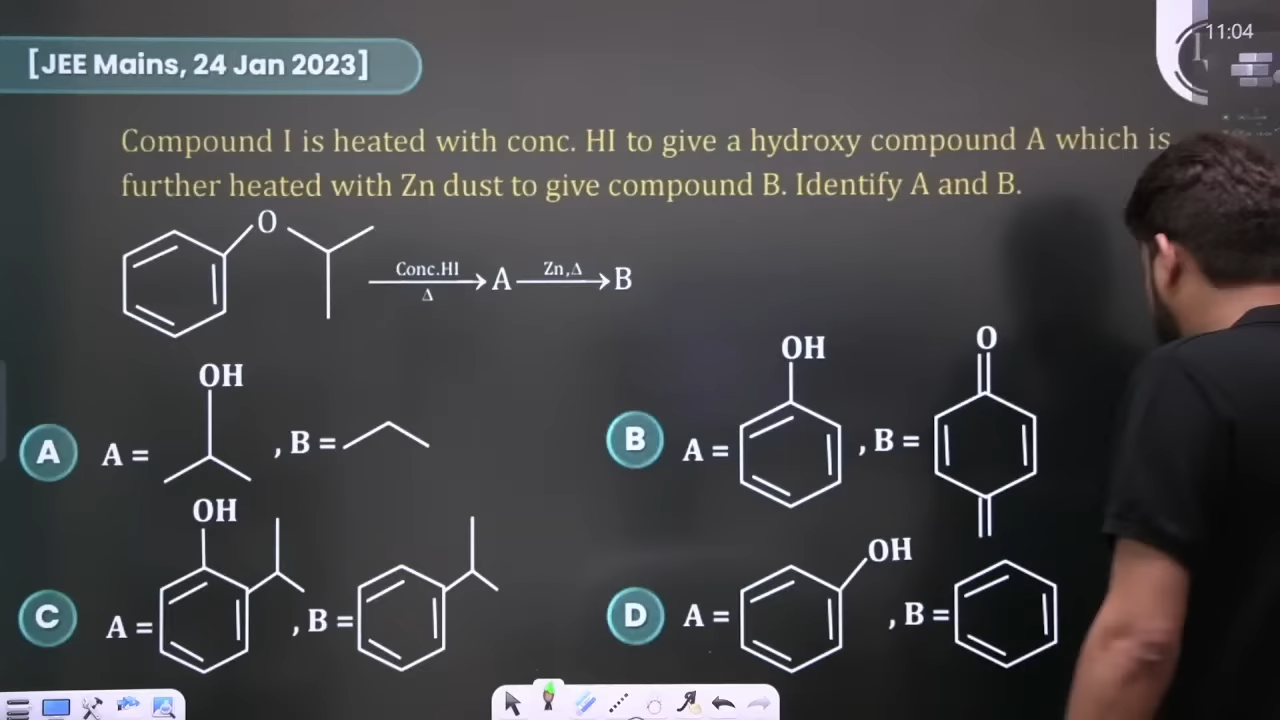 11:04
[JEE Mains, 24 Jan 2023]
Compound I is heated with conc. HI to give a hydroxy compound A which is
further heated with Zn dust to give compound B. Identify A and B.
O
Conc.HI
Δ
A
Zn,Δ
B
A
A =
OH
, B =
B
A =
OH
, B =
O
C
A =
OH
, B =
D
A =
OH
, B =